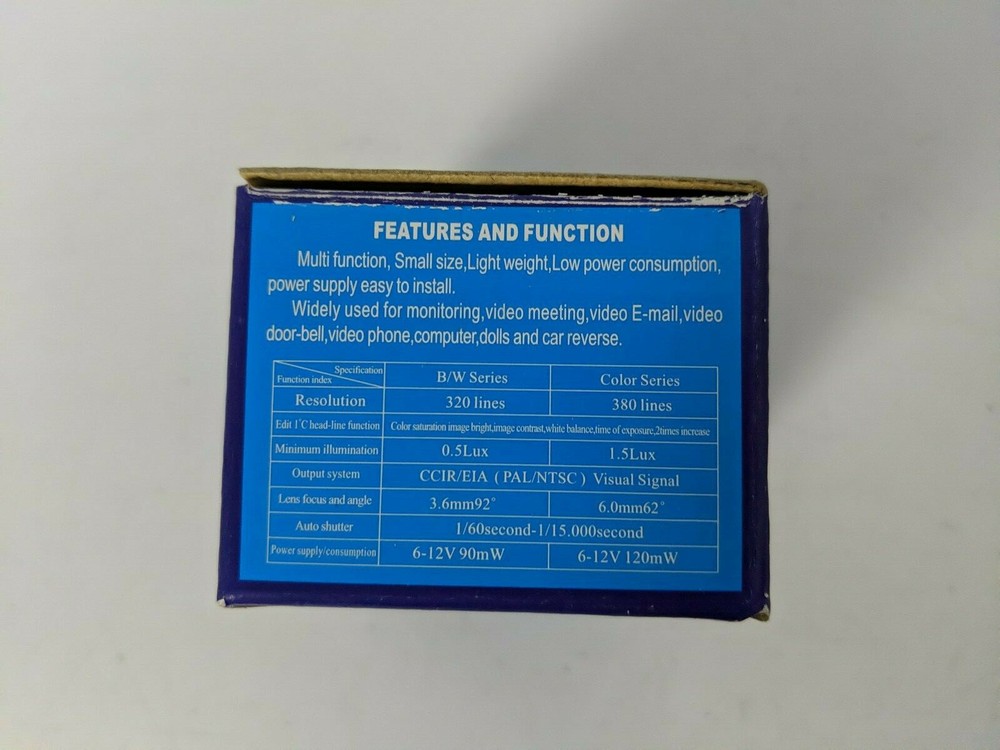 FEATURES AND FUNCTION
Multi function, Small size,Light weight,Low power consumption,
power supply easy to install.
Widely used for monitoring,video meeting,video E-mail,video
door-bell,video phone,computer,dolls and car reverse.
Specification
Function index B/W Series Color Series
Resolution 320 lines 380 lines
Edit 1°C head-line function Color saturation image bright,image contrast,white balance,time of exposure,2times increase
Minimum illumination 0.5Lux 1.5Lux
Output system CCIR/EIA ( PAL/NTSC ) Visual Signal
Lens focus and angle 3.6mm92° 6.0mm62°
Auto shutter 1/60second-1/15.000second
Power supply/consumption 6-12V 90mW 6-12V 120mW